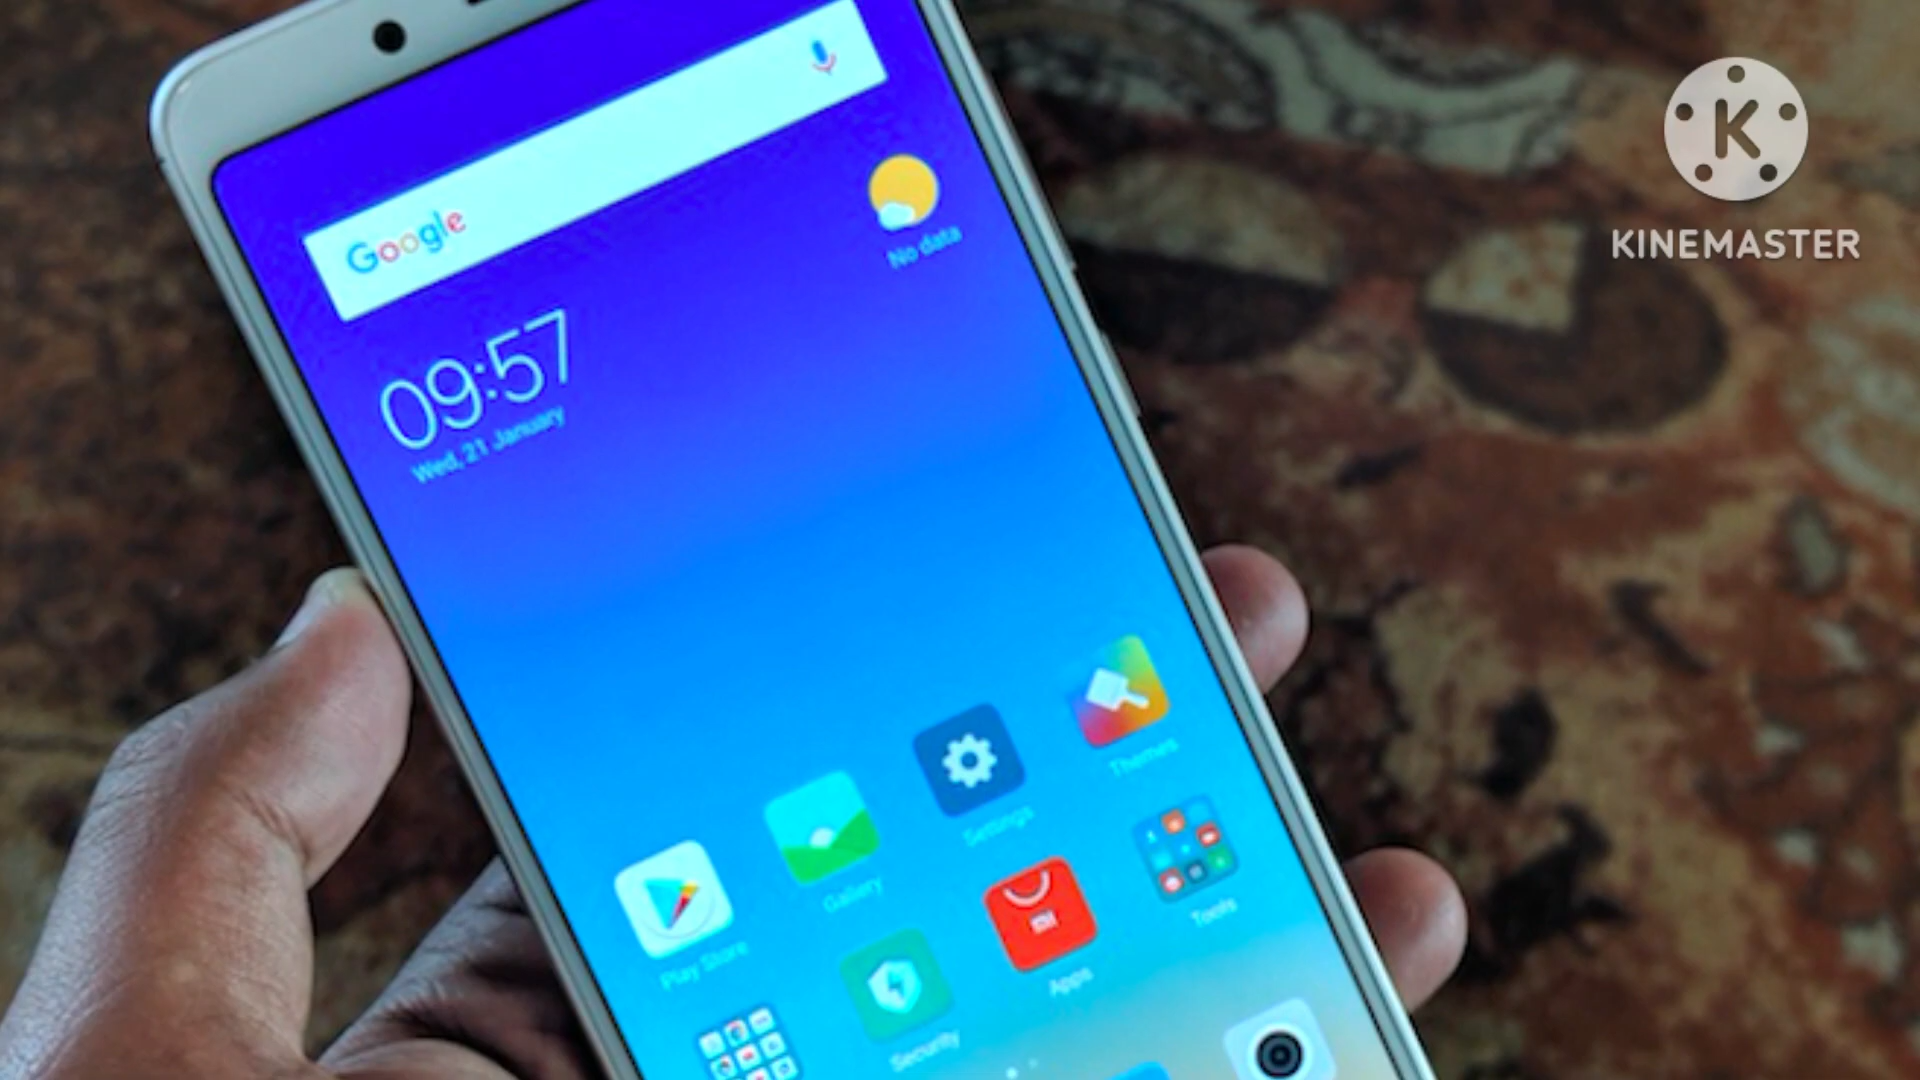 Google
No data
09:57
Wed, 21 January
Themes
Settings
Gallery
Play Store
Tools
Apps
Security
K
KINEMASTER